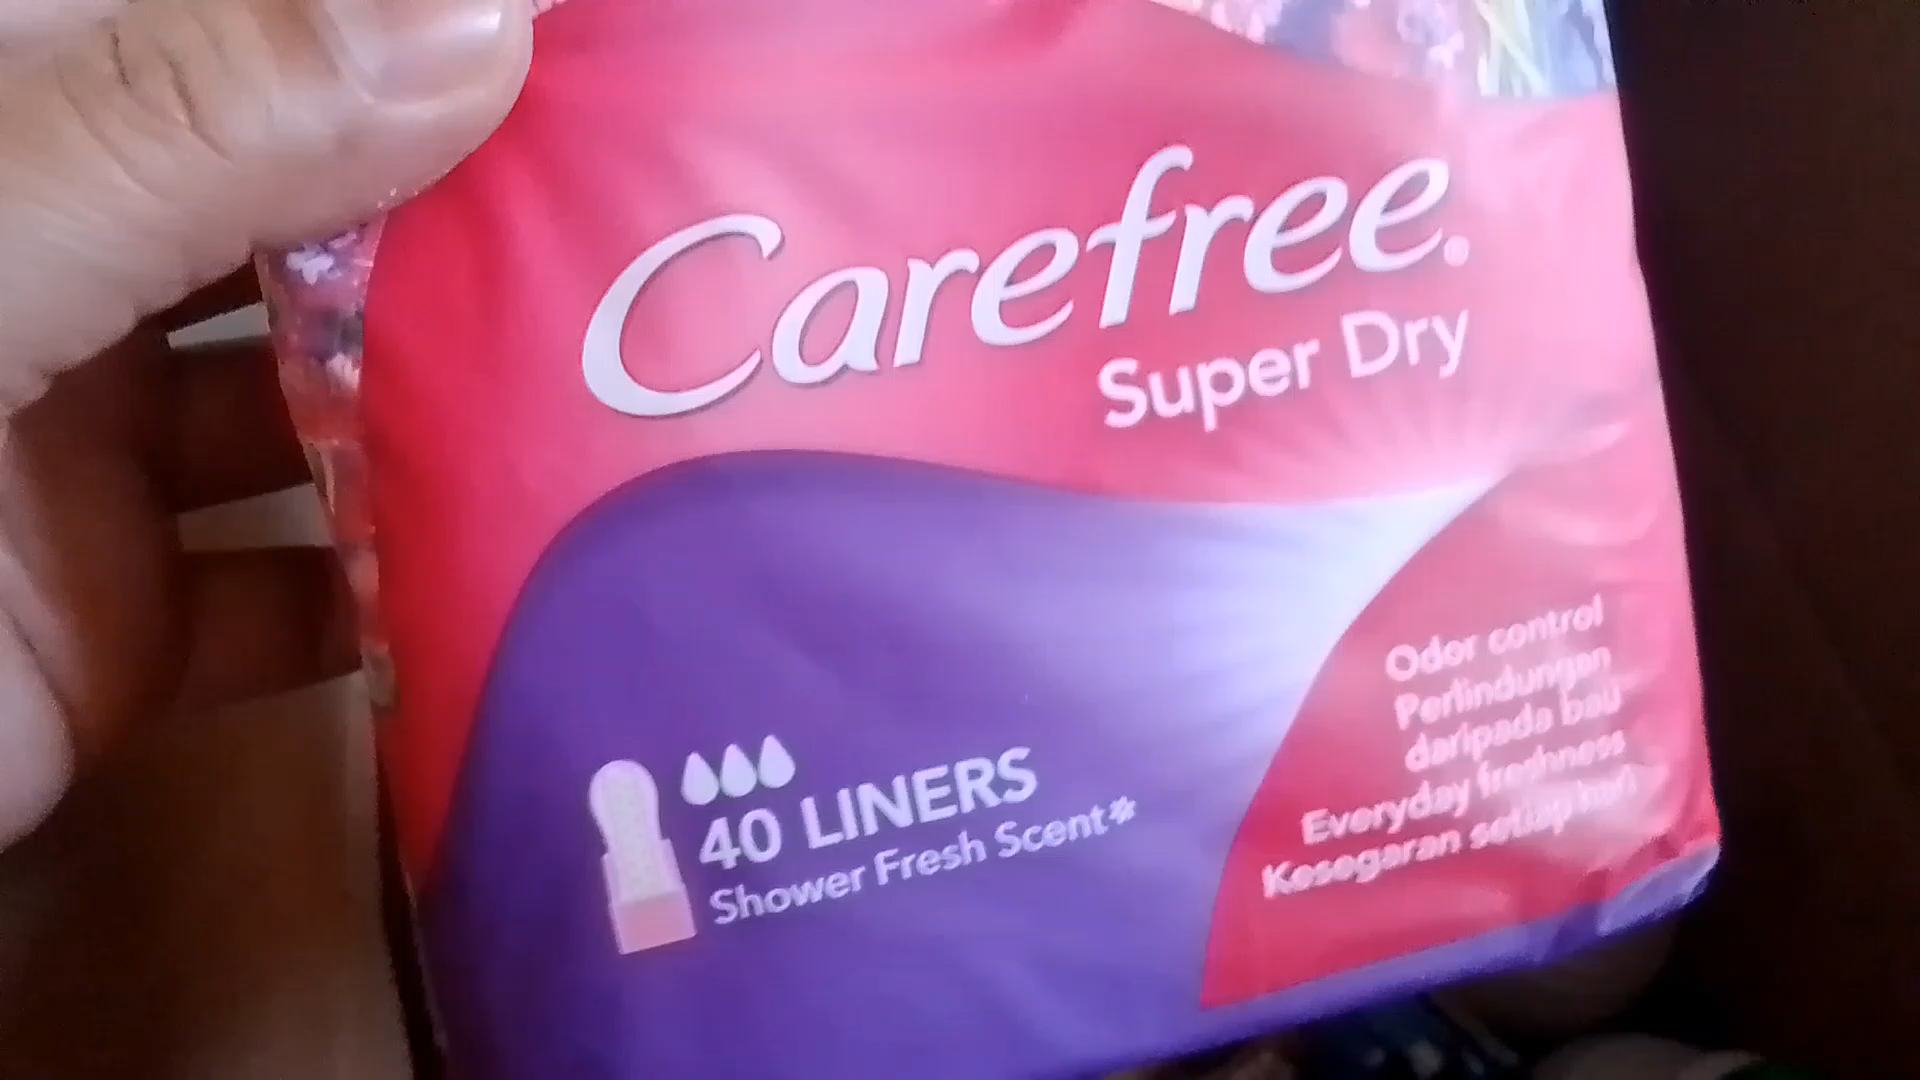 Carefree®
Super Dry
40 LINERS
Shower Fresh Scent*
Odor control
Perlindungan
daripada bau
Everyday freshness
Kesegaran setiap hari